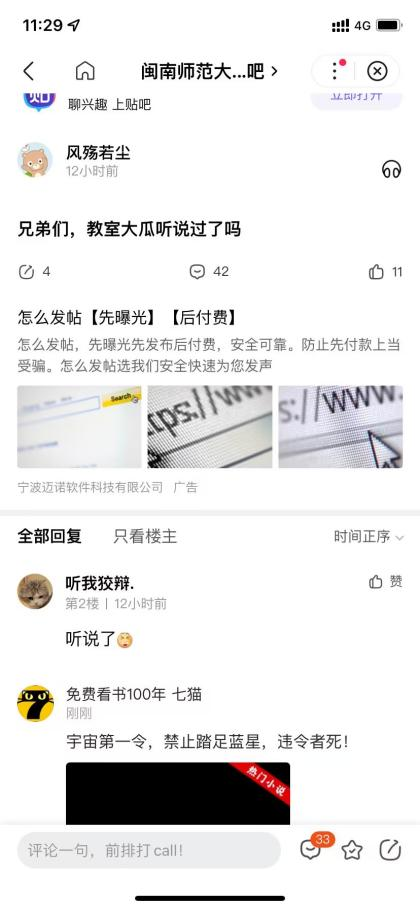 11:29
4G
闽南师范大...吧
聊兴趣 上贴吧
立即打开
风殇若尘
12小时前
兄弟们，教室大瓜听说过了吗
4
42
11
怎么发帖【先曝光】【后付费】
怎么发帖，先曝光先发布后付费，安全可靠。防止先付款上当
受骗。怎么发帖选我们安全快速为您发声
Search
tps://www
s://www.
宁波迈诺软件科技有限公司 广告
全部回复
只看楼主
时间正序
听我狡辩.
第2楼 | 12小时前
赞
听说了
免费看书100年 七猫
刚刚
宇宙第一令，禁止踏足蓝星，违令者死！
热门小说
评论一句，前排打call！
33